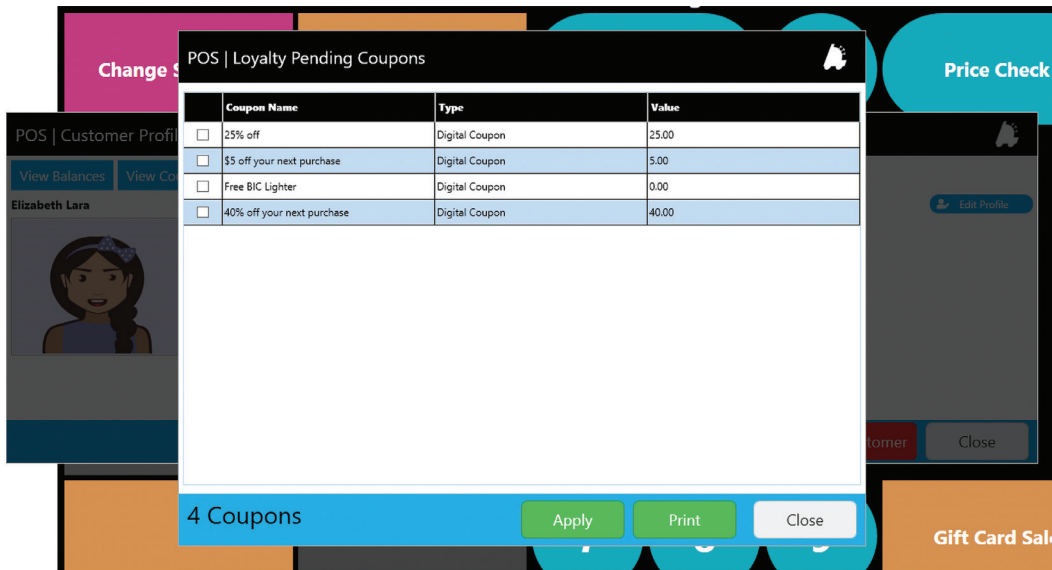 Change
Price Check
POS | Loyalty Pending Coupons
Coupon Name Type Value
25% off Digital Coupon 25.00
$5 off your next purchase Digital Coupon 5.00
Free BIC Lighter Digital Coupon 0.00
40% off your next purchase Digital Coupon 40.00
POS | Customer Profil
View Balances View Co
Elizabeth Lara
Edit Profile
tomer Close
4 Coupons Apply Print Close
Gift Card Sal